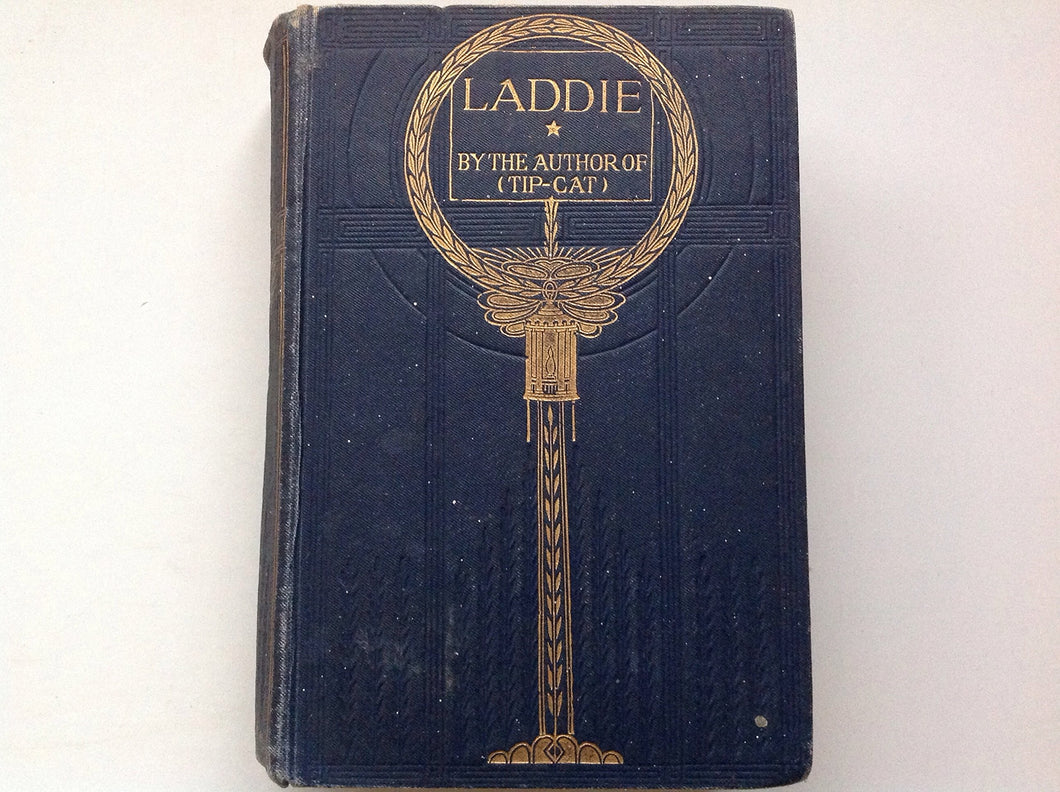 LADDIE
BY THE AUTHOR OF
(TIP-CAT)